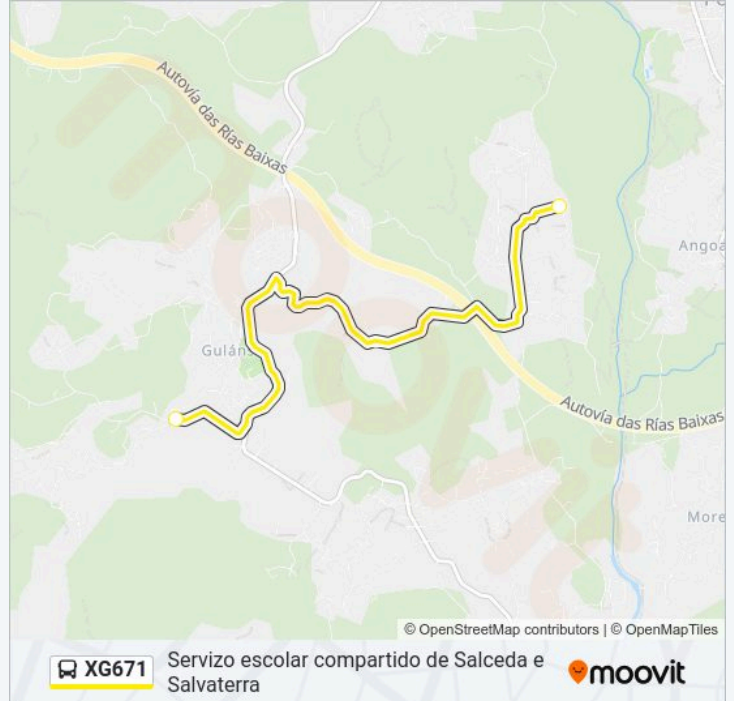 Autovía das Rías Baixas
Angoa
Guláns
Autovía das Rías Baixas
More
© OpenStreetMap contributors | © OpenMapTiles
XG671
Servizo escolar compartido de Salceda e
Salvaterra
moovit